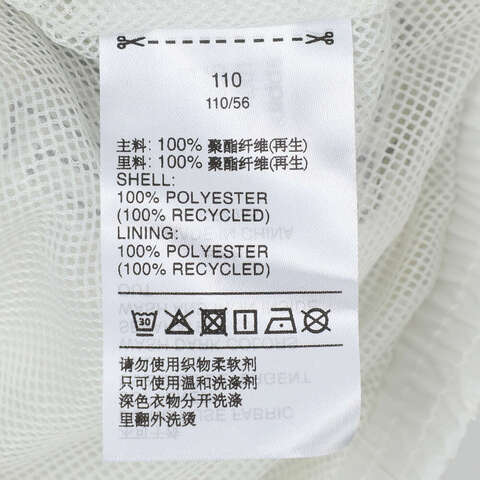 110
110/56
主料: 100% 聚酯纤维(再生)
里料: 100% 聚酯纤维(再生)
SHELL:
100% POLYESTER
(100% RECYCLED)
LINING:
100% POLYESTER
(100% RECYCLED)
30
请勿使用织物柔软剂
只可使用温和洗涤剂
深色衣物分开洗涤
里翻外洗烫